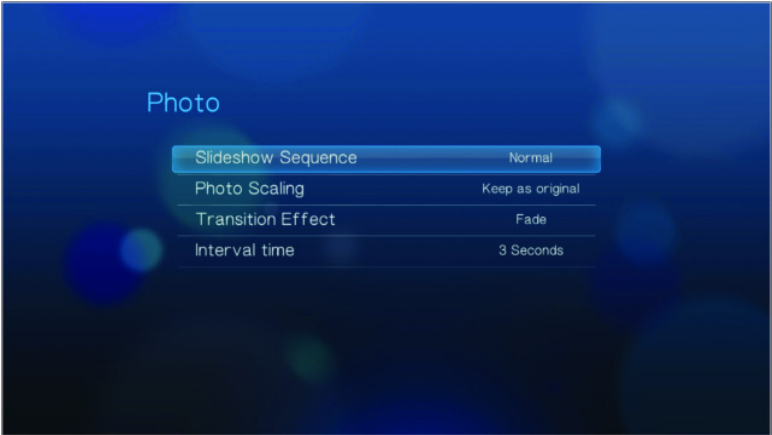 Photo
Slideshow Sequence Normal
Photo Scaling Keep as original
Transition Effect Fade
Interval time 3 Seconds